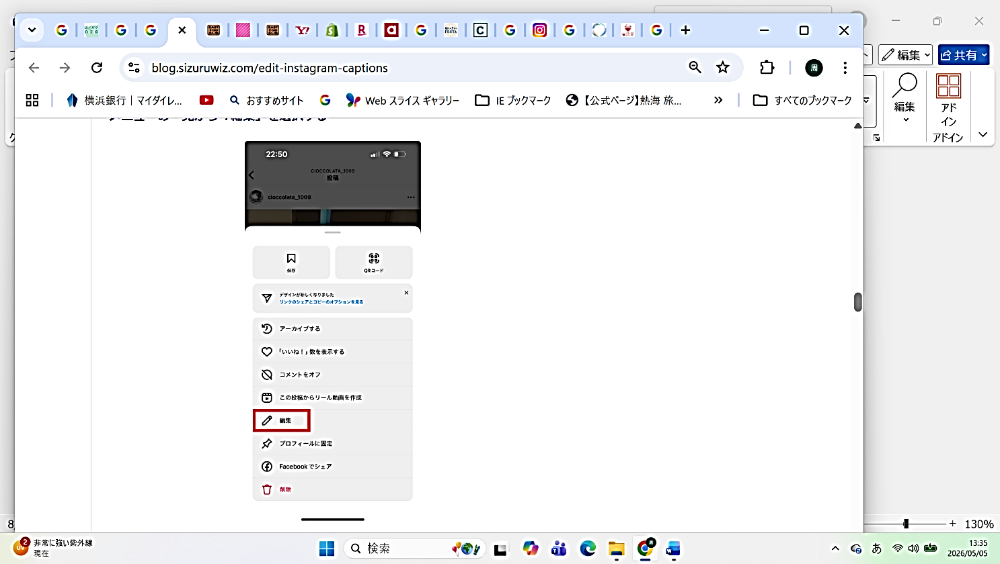 編集
共有
blog.sizuruwiz.com/edit-instagram-captions
周
横浜銀行｜マイダイレ...
おすすめサイト
Web スライス ギャラリー
IE ブックマーク
【公式ページ】熱海 旅...
すべてのブックマーク
編集
アド
イン
アドイン
22:50
CIOCCOLATA_1009
投稿
cioccolata_1009
保存
QRコード
デザインが新しくなりました
リンクのシェアとコピーのオプションを見る
アーカイブする
「いいね！」数を表示する
コメントをオフ
この投稿からリール動画を作成
編集
プロフィールに固定
Facebookでシェア
削除
130%
2
非常に強い紫外線
現在
検索
あ
13:35
2026/05/05